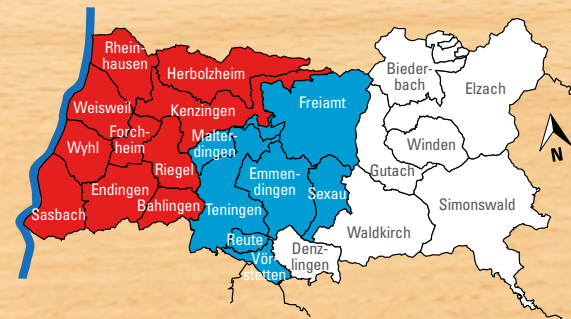 Rhein-
hausen
Herbolzheim
Weisweil
Kenzingen
Forch-
heim
Wyhl
Riegel
Endingen
Bahlingen
Sasbach
Malter-
dingen
Freiamt
Emmen-
dingen
Sexau
Teningen
Reute
Vör-
stetten
Denz-
lingen
Bieder-
bach
Elzach
Winden
Gutach
Simonswald
Waldkirch
N